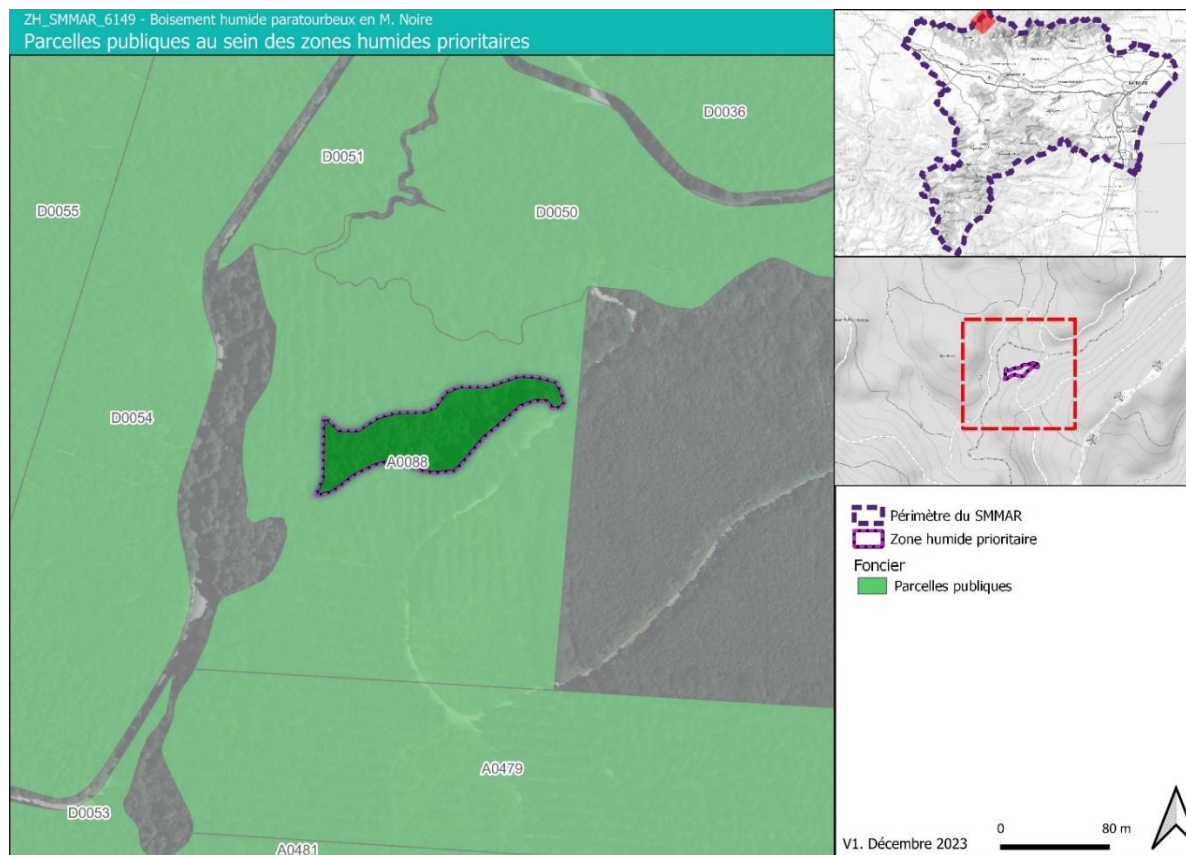 ZH_SMMAR_6149 - Boisement humide paratourbeux en M. Noire
Parcelles publiques au sein des zones humides prioritaires
D0036
D0051
D0055
D0050
D0054
A0088
A0479
D0053
A0481
Périmètre du SMMAR
Zone humide prioritaire
Foncier
Parcelles publiques
V1. Décembre 2023
0 80 m